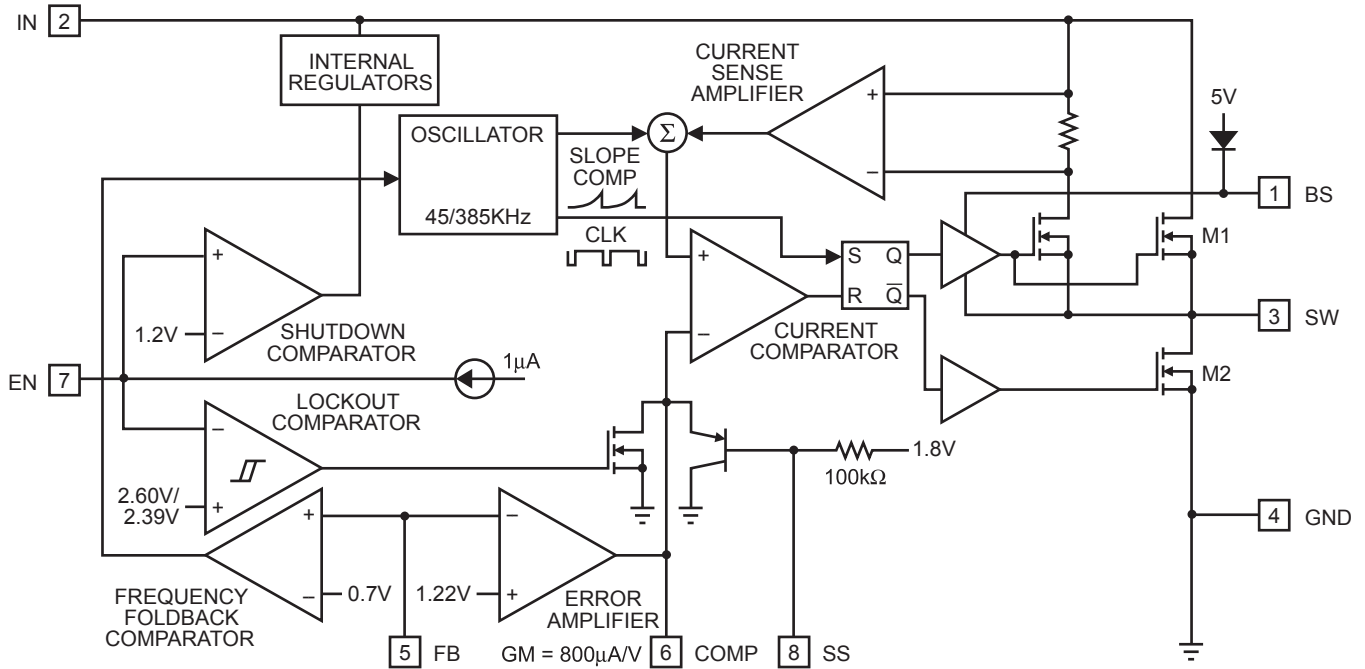 IN 2
INTERNAL
REGULATORS
CURRENT
SENSE
AMPLIFIER
+
–
5V
OSCILLATOR
45/385KHz
Σ
SLOPE
COMP
CLK
1 BS
+
–
1.2V
SHUTDOWN
COMPARATOR
+
–
CURRENT
COMPARATOR
S Q
R Q̅
M1
3 SW
M2
EN 7
1µA
LOCKOUT
COMPARATOR
–
+
2.60V/
2.39V
1.8V
100kΩ
4 GND
+
–
0.7V
FREQUENCY
FOLDBACK
COMPARATOR
–
+
1.22V
ERROR
AMPLIFIER
5 FB
GM = 800µA/V
6 COMP
8 SS